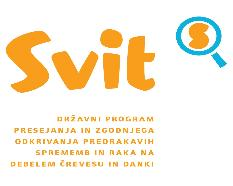 Svit
S
DRŽAVNI PROGRAM
PRESEJANJA IN ZGODNJEGA
ODKRIVANJA PREDRAKAVIH
SPREMEMB IN RAKA NA
DEBELEM ČREVESU IN DANKI